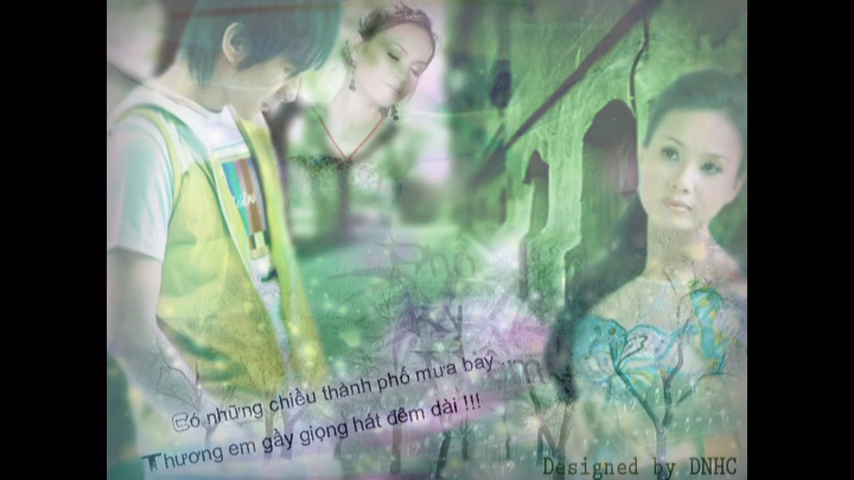 Có những chiều thành phố mưa bay ...
Thương em gầy giọng hát đêm dài !!!
Designed by DNHC